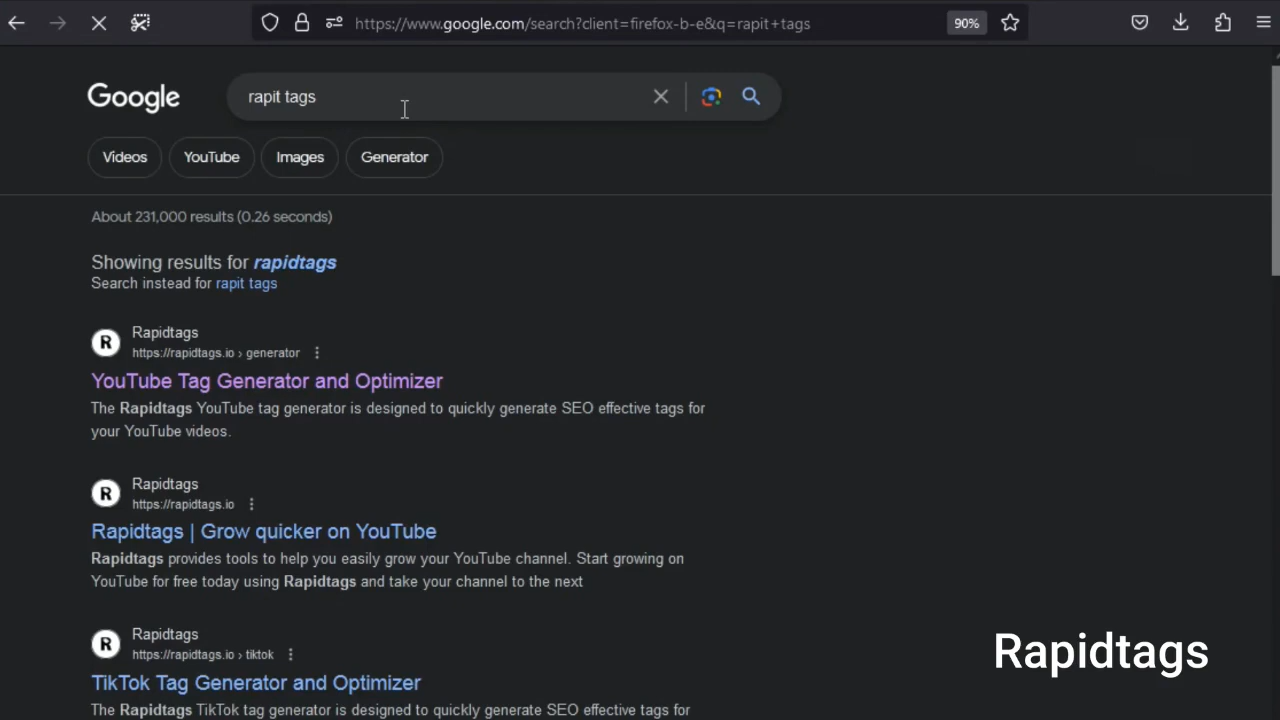 https://www.google.com/search?client=firefox-b-e&q=rapit+tags
90%
Google
rapit tags
Videos
YouTube
Images
Generator
About 231,000 results (0.26 seconds)
Showing results for rapidtags
Search instead for rapit tags
R
Rapidtags
https://rapidtags.io › generator
YouTube Tag Generator and Optimizer
The Rapidtags YouTube tag generator is designed to quickly generate SEO effective tags for
your YouTube videos.
R
Rapidtags
https://rapidtags.io
Rapidtags | Grow quicker on YouTube
Rapidtags provides tools to help you easily grow your YouTube channel. Start growing on
YouTube for free today using Rapidtags and take your channel to the next
R
Rapidtags
https://rapidtags.io › tiktok
TikTok Tag Generator and Optimizer
The Rapidtags TikTok tag generator is designed to quickly generate SEO effective tags for
Rapidtags